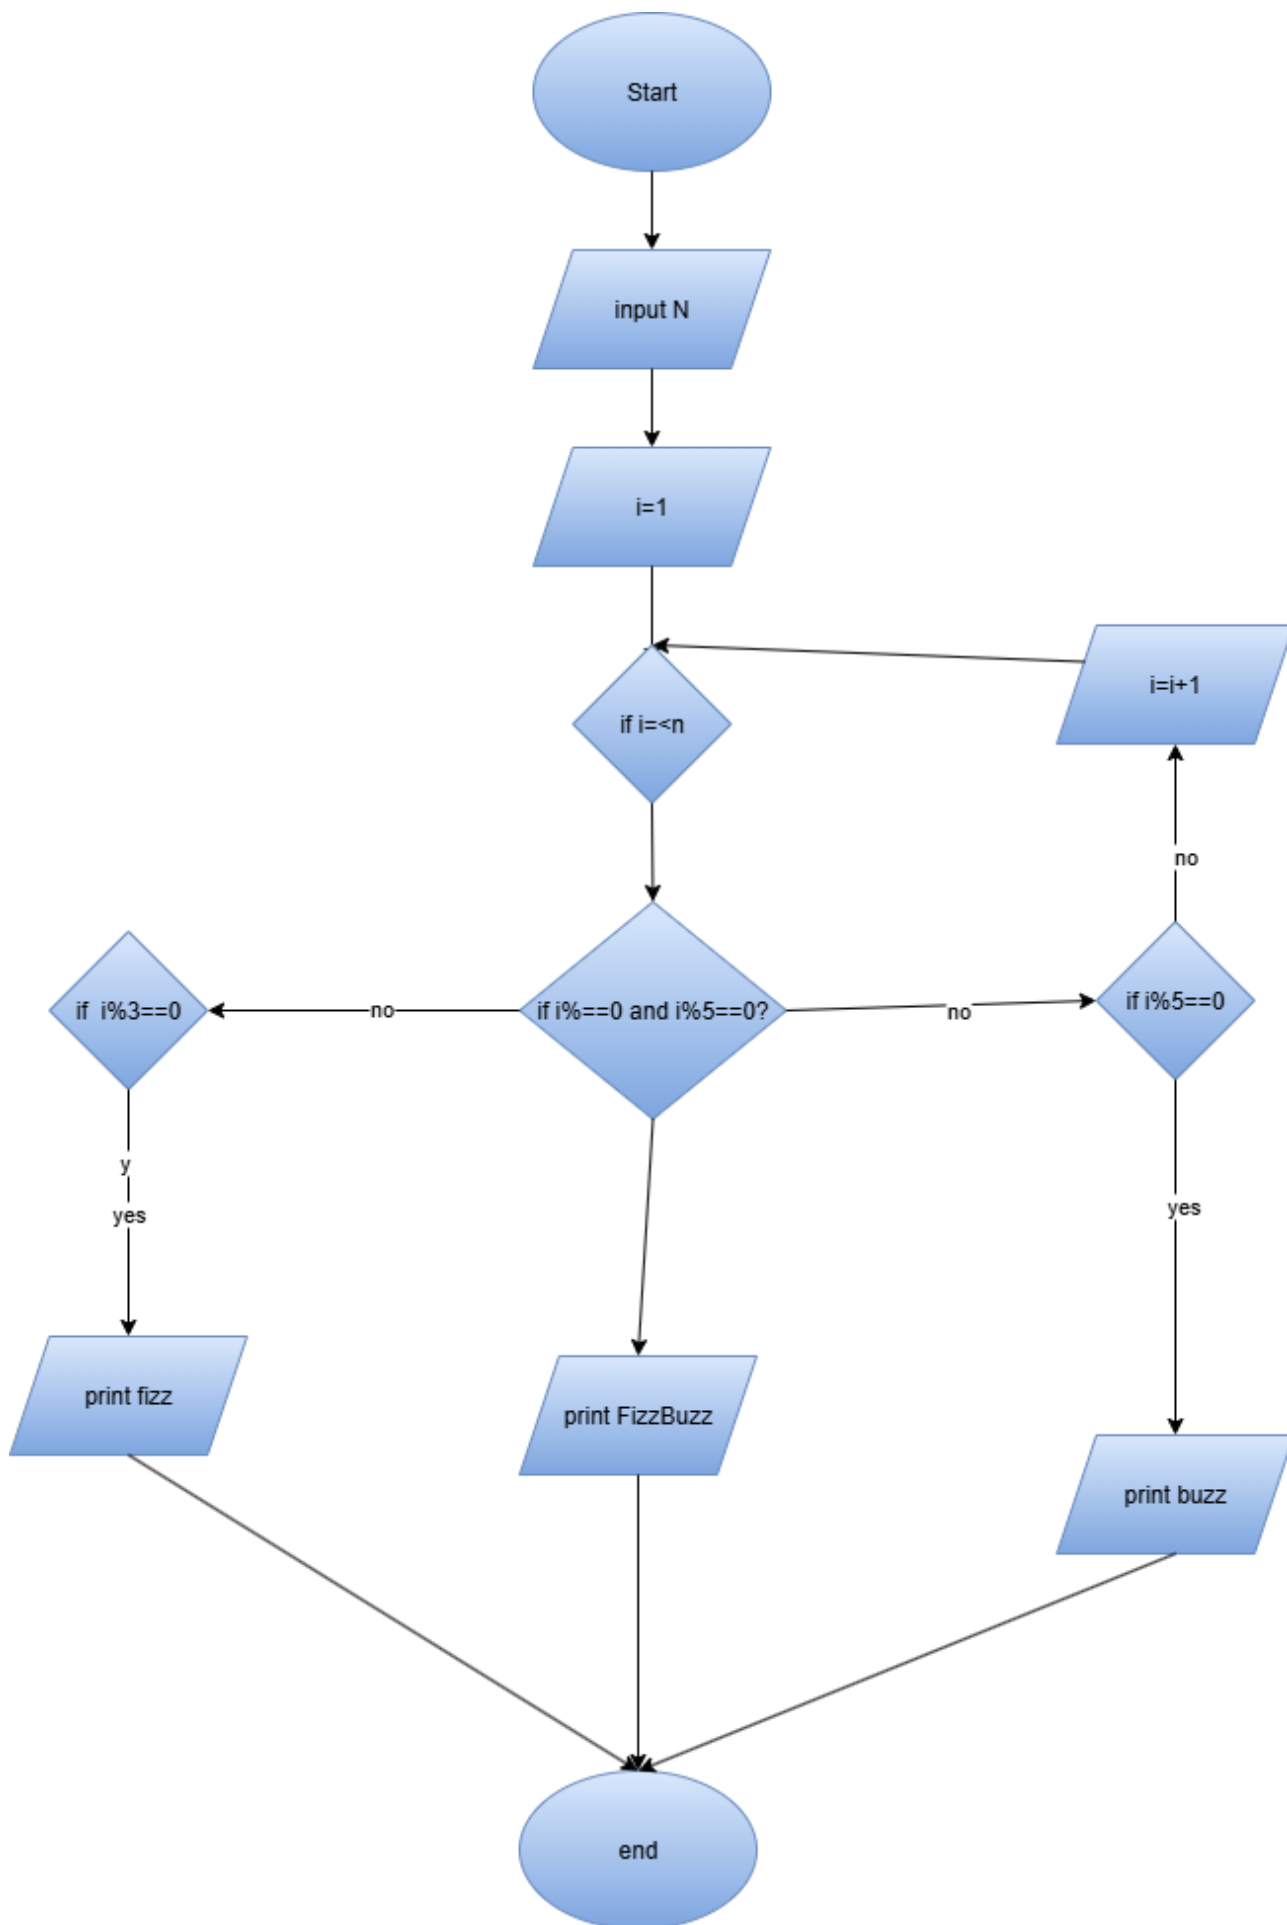 Start
input N
i=1
i=i+1
if i=<n
no
if  i%3==0
no
if i%==0 and i%5==0?
no
if i%5==0
y
yes
yes
print fizz
print FizzBuzz
print buzz
end